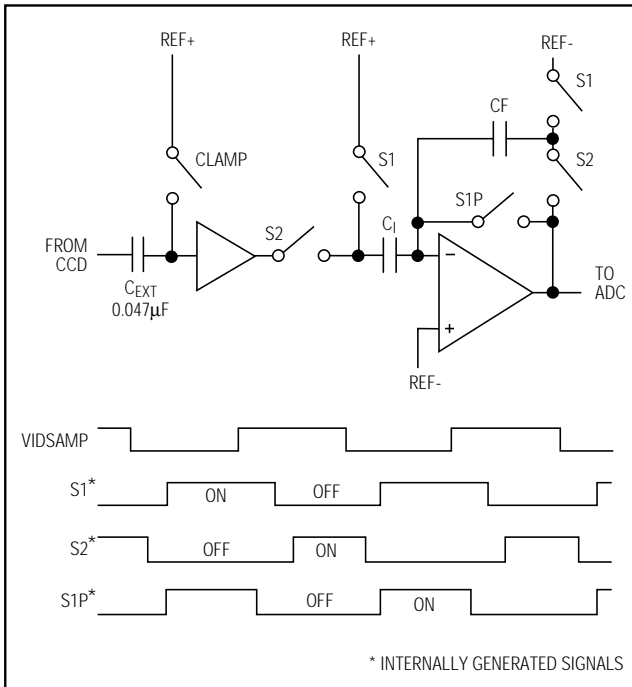 REF+
REF+
REF-
S1
CF
CLAMP
S1
S2
S1P
S2
CI
FROM
CCD
CEXT
0.047µF
−
+
TO
ADC
REF-
VIDSAMP
S1*
ON
OFF
S2*
OFF
ON
S1P*
OFF
ON
* INTERNALLY GENERATED SIGNALS